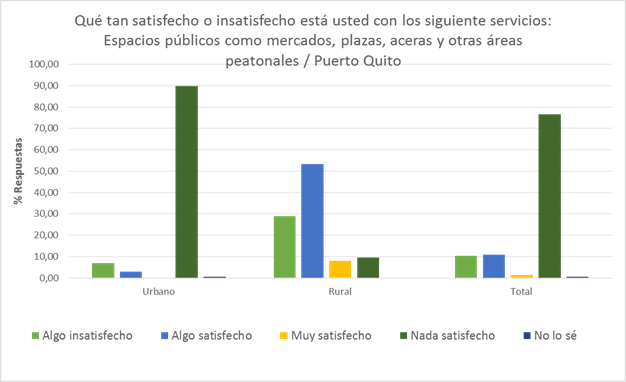 Qué tan satisfecho o insatisfecho está usted con los siguiente servicios:
Espacios públicos como mercados, plazas, aceras y otras áreas
peatonales / Puerto Quito
% Respuestas
100,00
90,00
80,00
70,00
60,00
50,00
40,00
30,00
20,00
10,00
0,00
Urbano Rural Total
Algo insatisfecho Algo satisfecho Muy satisfecho Nada satisfecho No lo sé